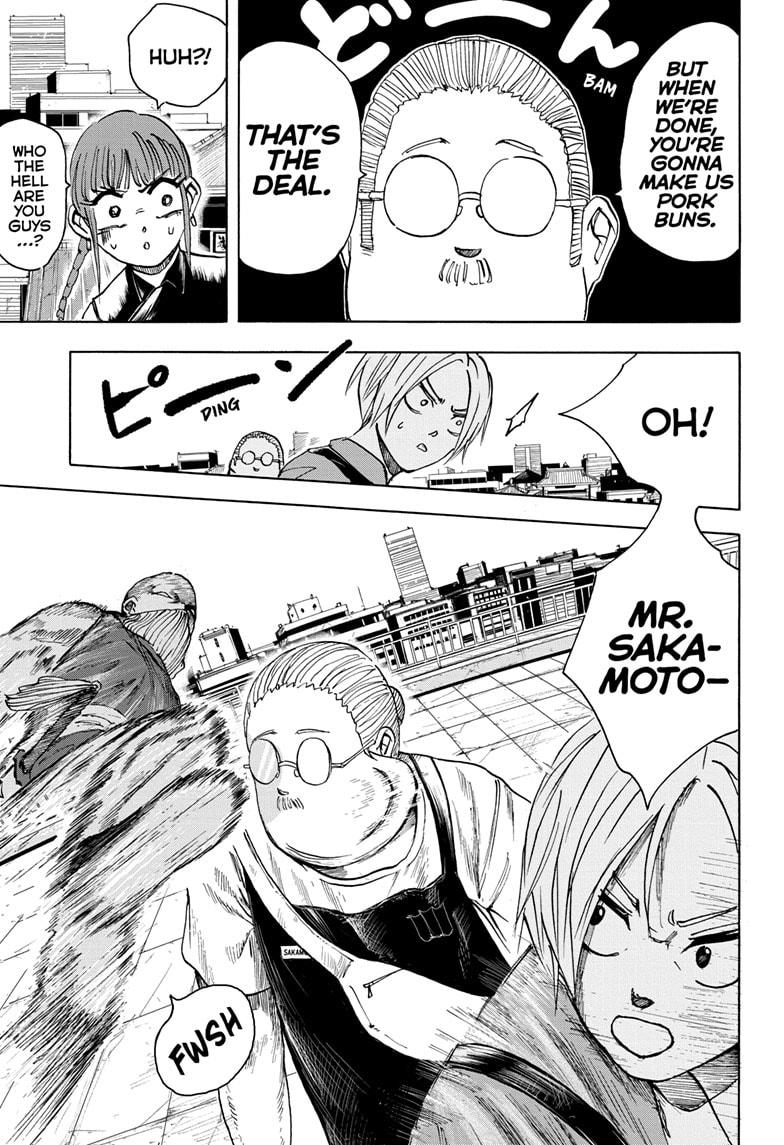 BUT
WHEN
WE'RE
DONE,
YOU'RE
GONNA
MAKE US
PORK
BUNS.
どーん
BAM
THAT'S
THE
DEAL.
HUH?!
WHO
THE
HELL
ARE
YOU
GUYS
...?
OH!
ピーン
DING
MR.
SAKA-
MOTO—
SAKAM
FWSH